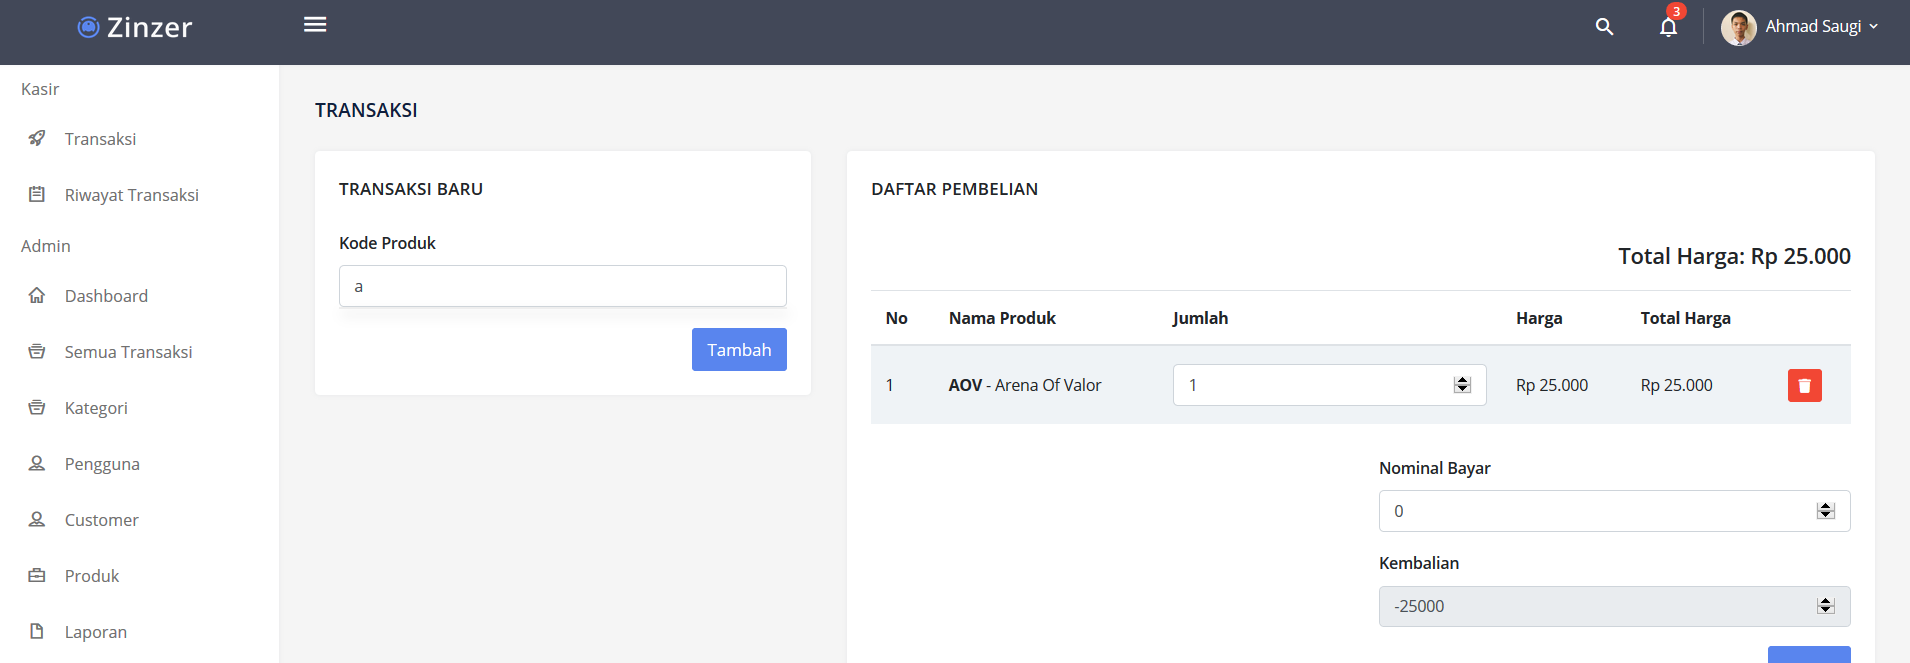 Zinzer
3
Ahmad Saugi
Kasir
Transaksi
Riwayat Transaksi
Admin
Dashboard
Semua Transaksi
Kategori
Pengguna
Customer
Produk
Laporan
TRANSAKSI
TRANSAKSI BARU
Kode Produk
a
Tambah
DAFTAR PEMBELIAN
Total Harga: Rp 25.000
No Nama Produk Jumlah Harga Total Harga
1 AOV - Arena Of Valor 1 Rp 25.000 Rp 25.000
Nominal Bayar
0
Kembalian
-25000